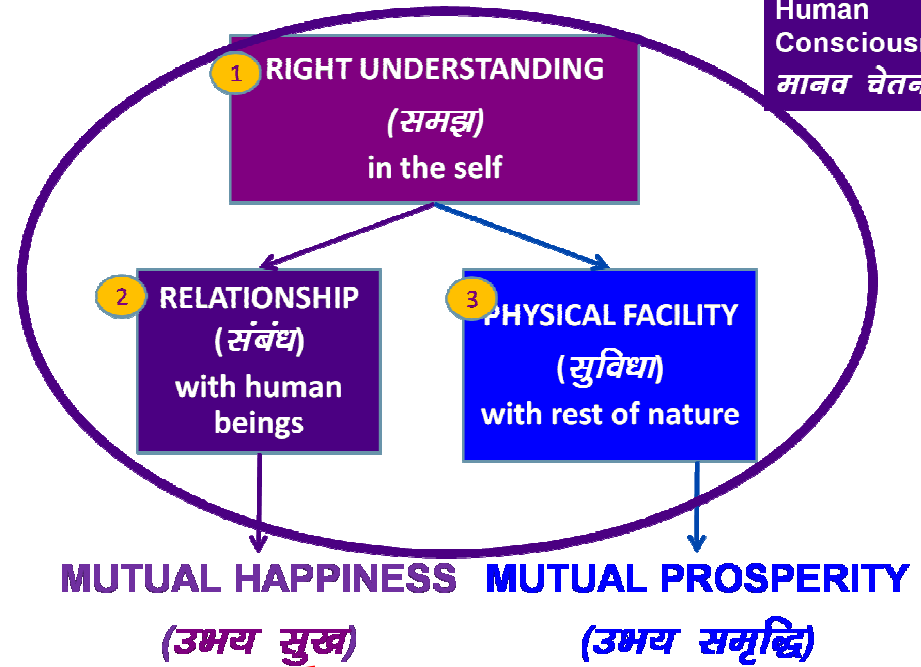 Human
मानव
1
RIGHT UNDERSTANDING
(समझ)
in the self
2
RELATIONSHIP
(संबंध)
with human
beings
3
PHYSICAL FACILITY
(सुविधा)
with rest of nature
MUTUAL HAPPINESS
(उभय सुख)
MUTUAL PROSPERITY
(उभय समृद्धि)